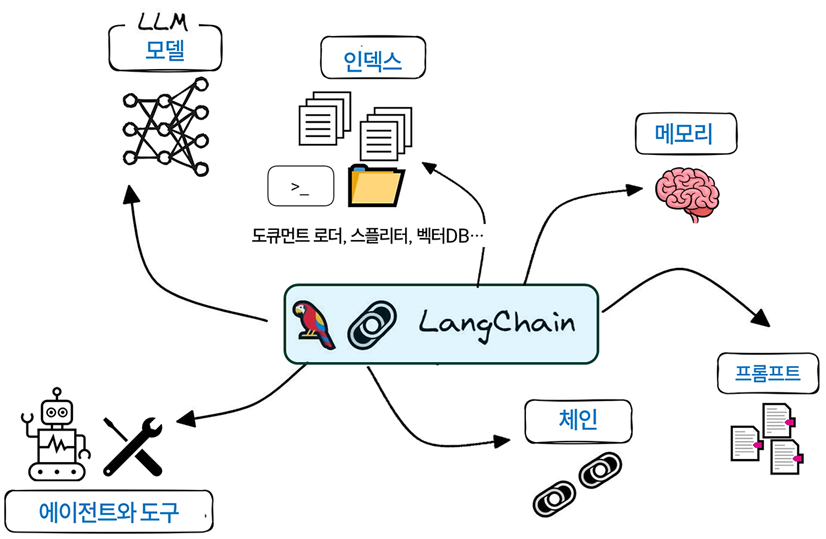 LLM
모델
인덱스
메모리
>_
도큐먼트 로더, 스플리터, 벡터DB…
LangChain
프롬프트
체인
에이전트와 도구